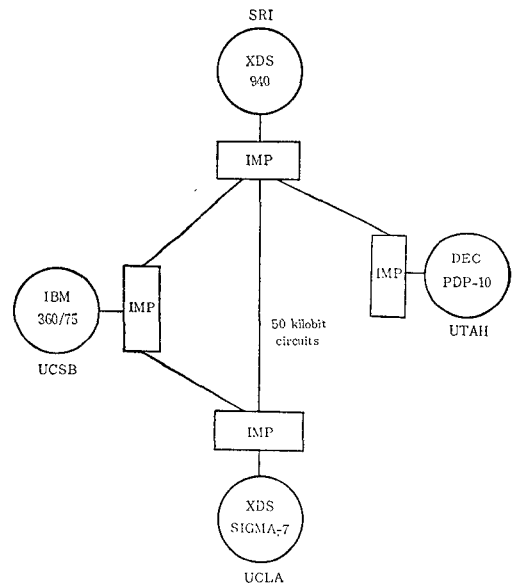 SRI
XDS
940
IMP
DEC
PDP-10
IMP
UTAH
IBM
360/75
IMP
UCSB
50 kilobit
circuits
IMP
XDS
SIGMA-7
UCLA